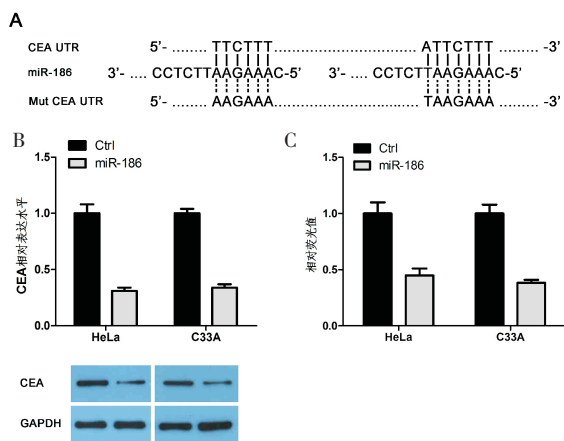 A
CEA UTR 5'- ........ TTCTTT ................................ ATTCTTT .......... -3'
miR-186 3'- .... CCTCTTAAGAAAC-5' 3'- .... CCTCTTAAGAAAC-5'
Mut CEA UTR 5'- ........ AAGAAA ................................ TAAGAAA .......... -3'
B
Ctrl
miR-186
CEA相对表达水平
1.5
1.0
0.5
0.0
HeLa C33A
CEA
GAPDH
C
Ctrl
miR-186
相对荧光值
1.5
1.0
0.5
0.0
HeLa C33A